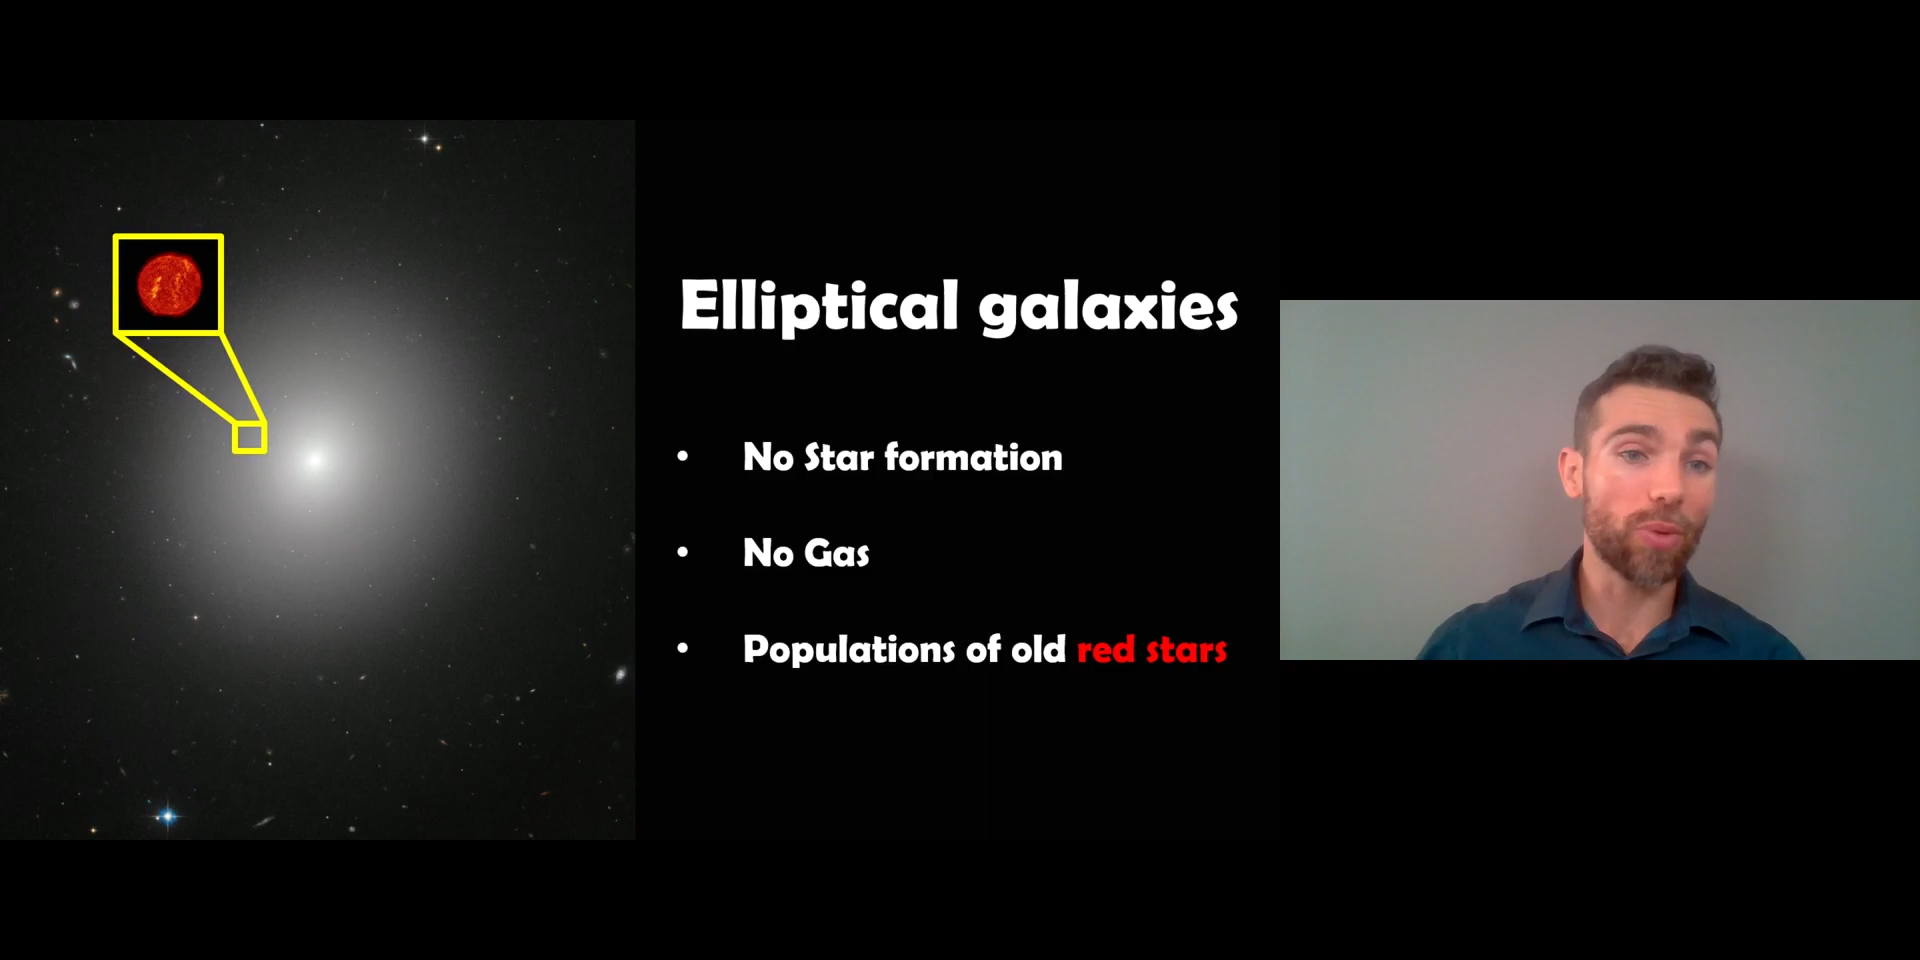 Elliptical galaxies
• No Star formation
• No Gas
• Populations of old red stars